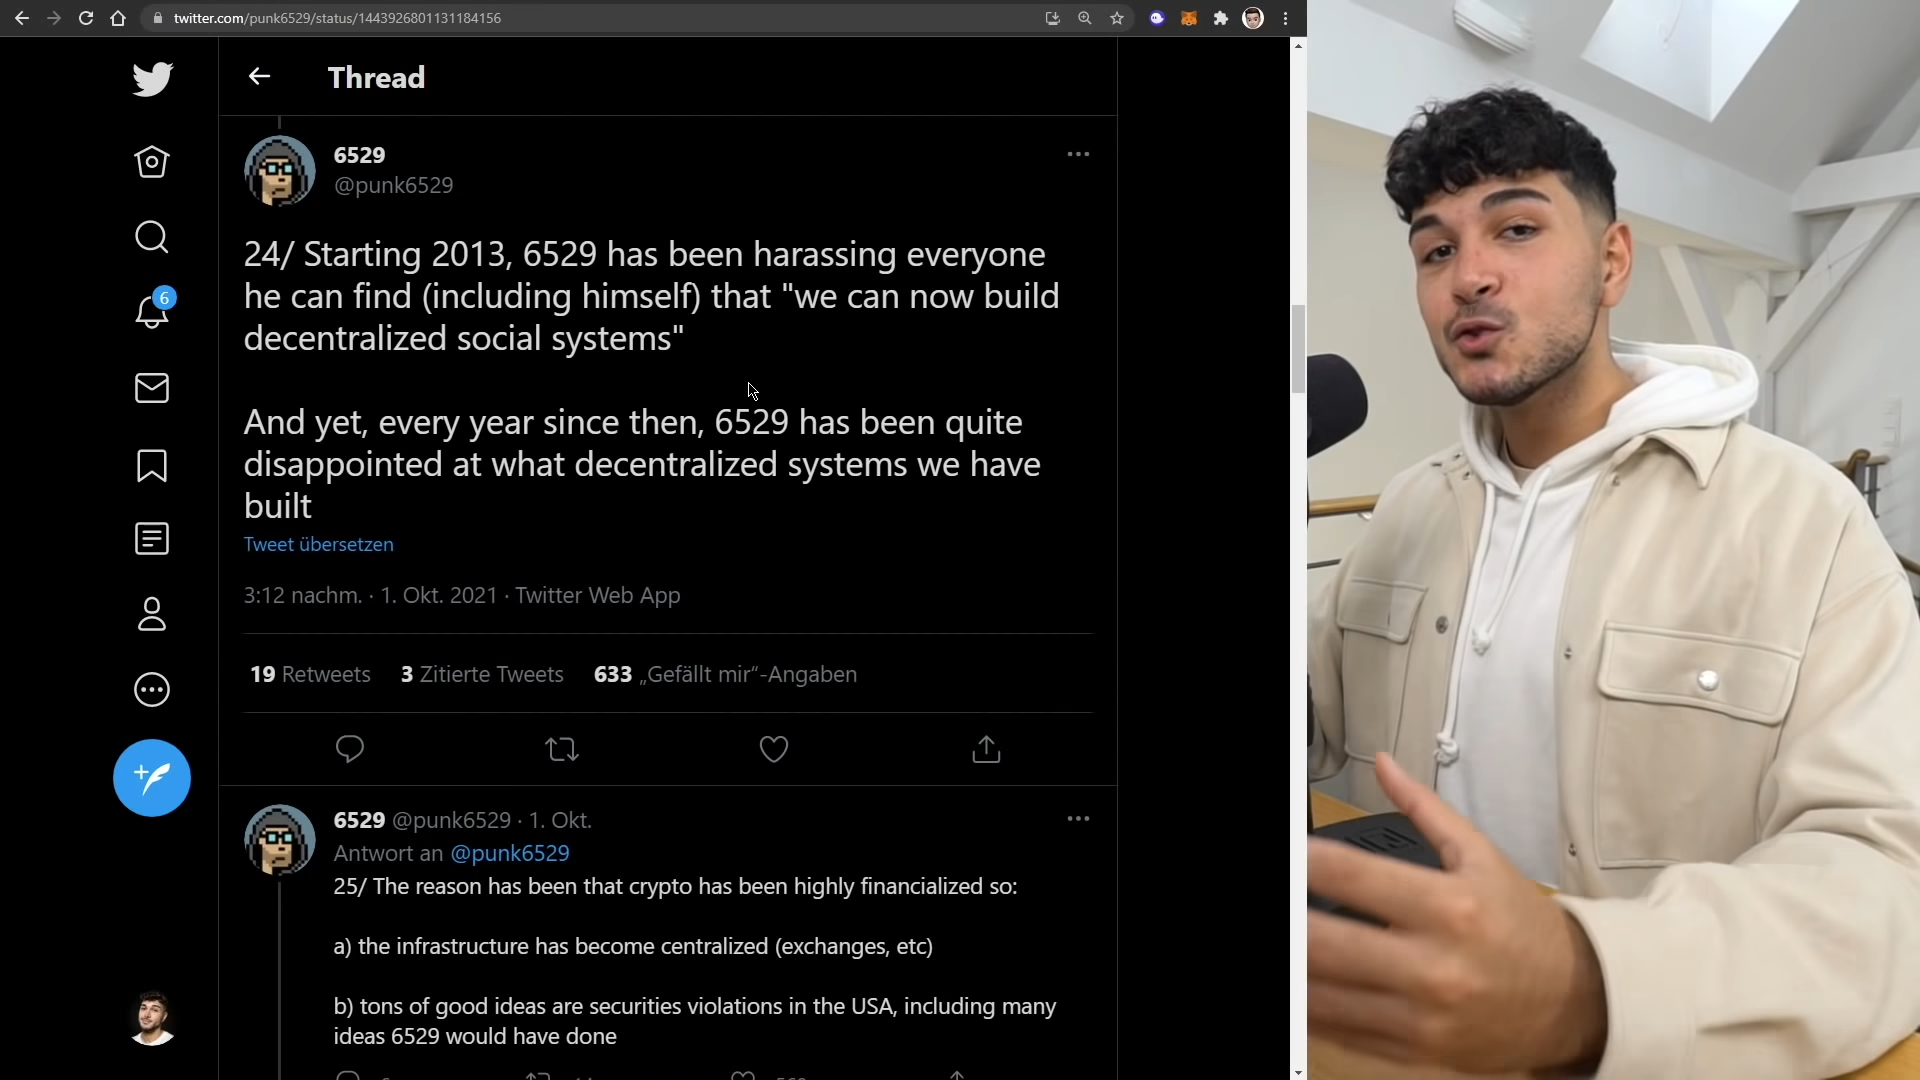 twitter.com/punk6529/status/1443926801131184156
Thread
6529
@punk6529
24/ Starting 2013, 6529 has been harassing everyone
he can find (including himself) that "we can now build
decentralized social systems"
And yet, every year since then, 6529 has been quite
disappointed at what decentralized systems we have
built
Tweet übersetzen
3:12 nachm. · 1. Okt. 2021 · Twitter Web App
19 Retweets 3 Zitierte Tweets 633 „Gefällt mir“-Angaben
6
6529 @punk6529 · 1. Okt.
Antwort an @punk6529
25/ The reason has been that crypto has been highly financialized so:
a) the infrastructure has become centralized (exchanges, etc)
b) tons of good ideas are securities violations in the USA, including many
ideas 6529 would have done